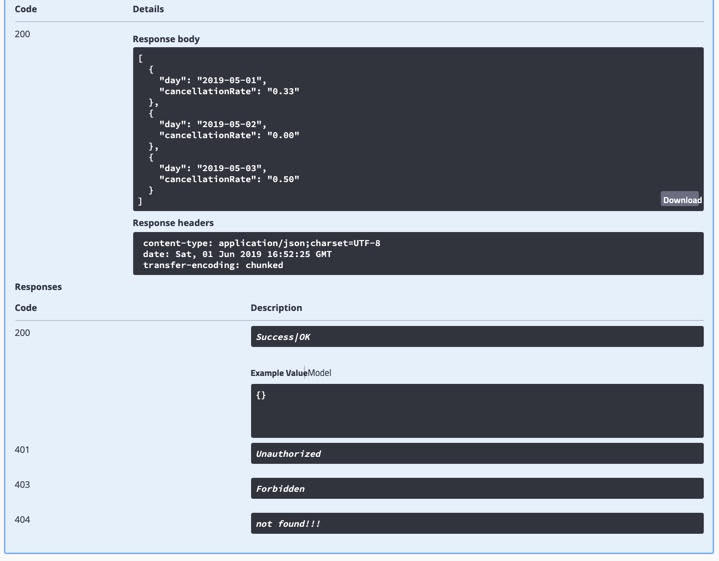 Code Details
200
Response body
[
  {
    "day": "2019-05-01",
    "cancellationRate": "0.33"
  },
  {
    "day": "2019-05-02",
    "cancellationRate": "0.00"
  },
  {
    "day": "2019-05-03",
    "cancellationRate": "0.50"
  }
]
Download
Response headers
content-type: application/json;charset=UTF-8
date: Sat, 01 Jun 2019 16:52:25 GMT
transfer-encoding: chunked
Responses
Code Description
200 Success|OK
Example Value Model
{}
401 Unauthorized
403 Forbidden
404 not found!!!